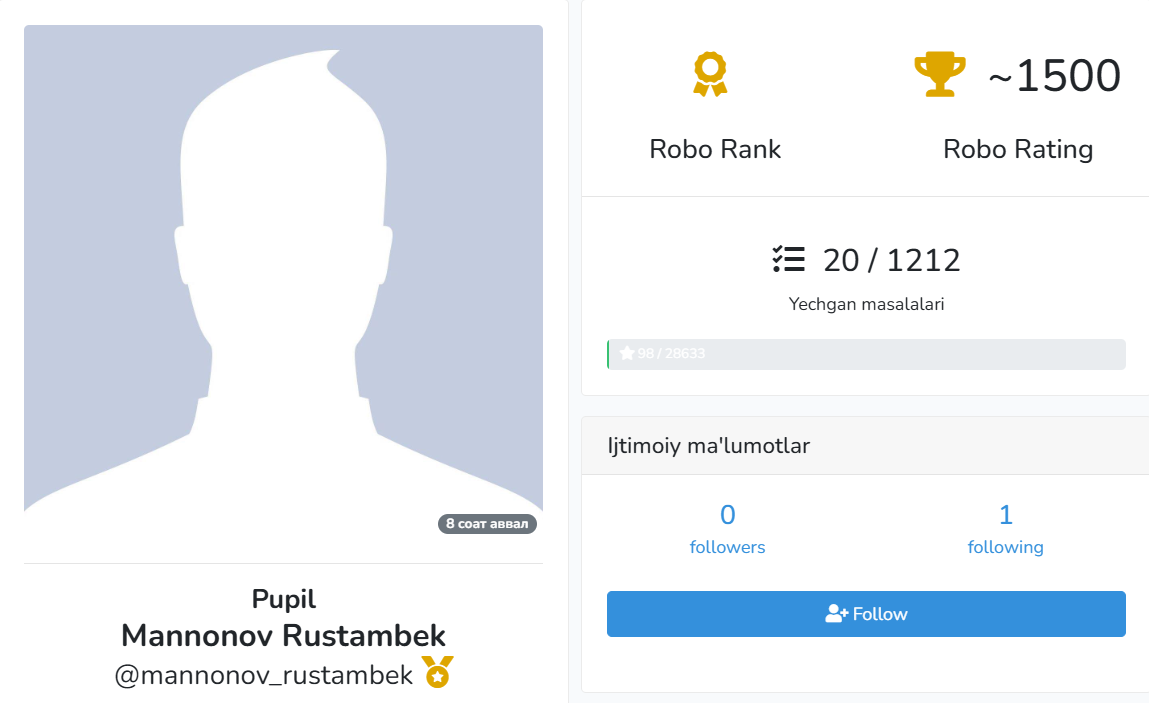 8 соат аввал
Pupil
Mannonov Rustambek
@mannonov_rustambek
~1500
Robo Rank
Robo Rating
20 / 1212
Yechgan masalalari
98 / 28633
Ijtimoiy ma'lumotlar
0
followers
1
following
Follow